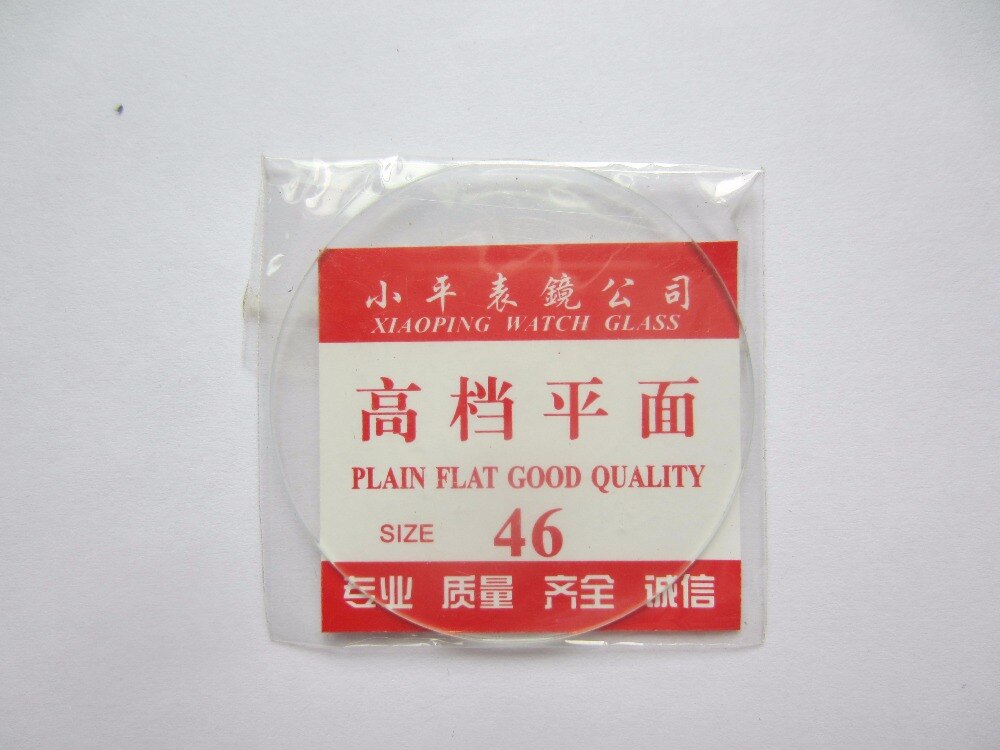 小平表鏡公司
XIAOPING WATCH GLASS
高档平面
PLAIN FLAT GOOD QUALITY
SIZE 46
专业 质量 齐全 诚信